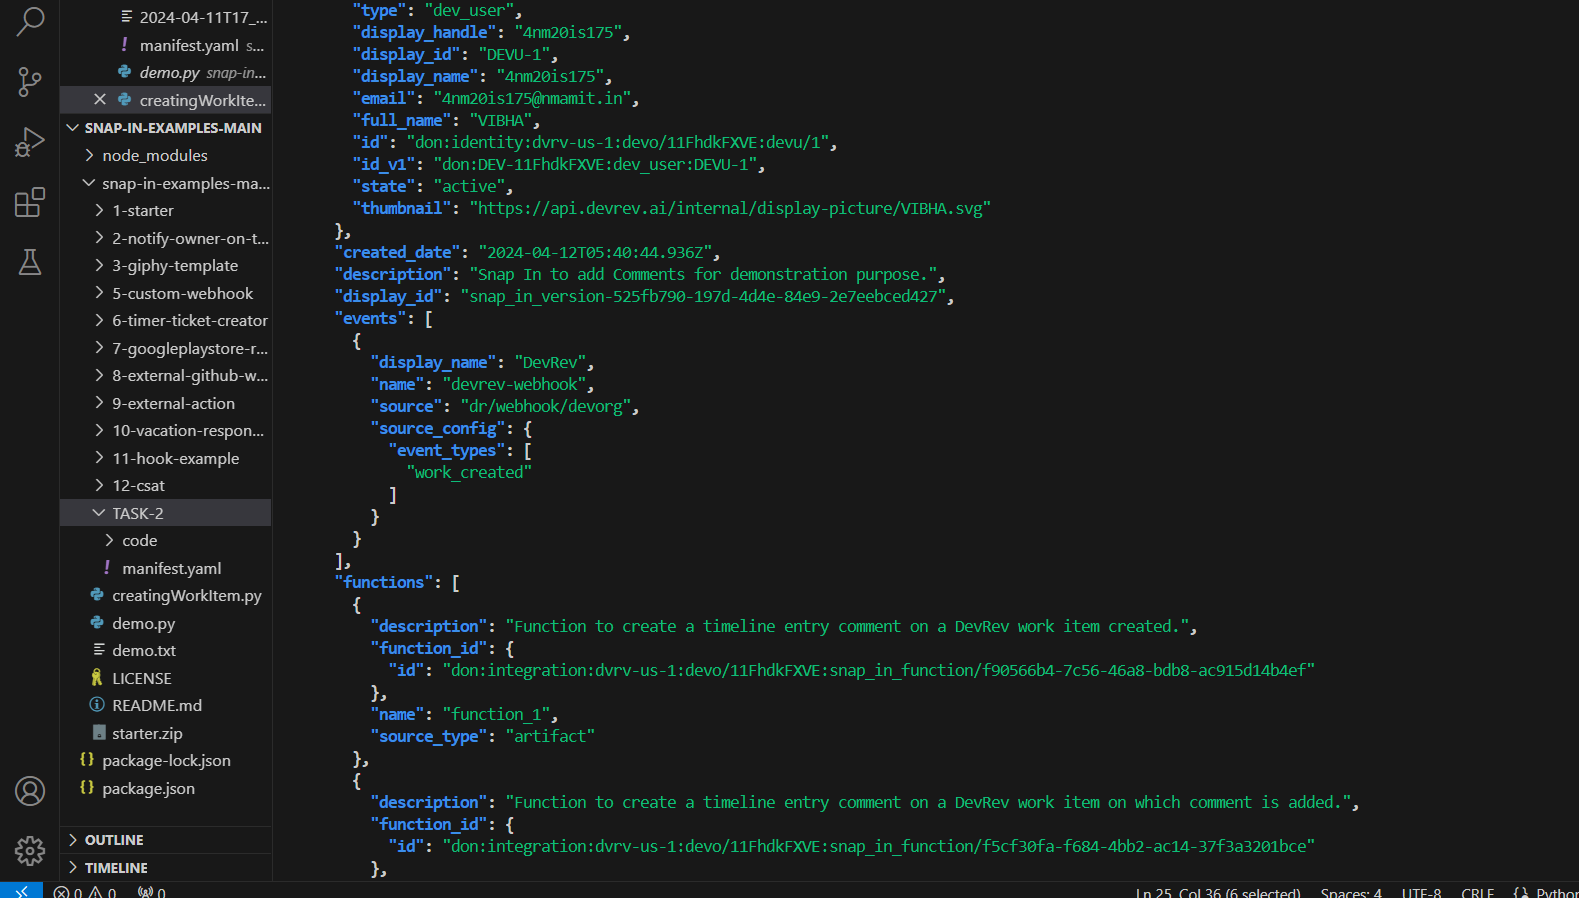 2024-04-11T17_...
! manifest.yaml s...
demo.py snap-in...
creatingWorkIte...
SNAP-IN-EXAMPLES-MAIN
node_modules
snap-in-examples-ma...
1-starter
2-notify-owner-on-t...
3-giphy-template
5-custom-webhook
6-timer-ticket-creator
7-googleplaystore-r...
8-external-github-w...
9-external-action
10-vacation-respon...
11-hook-example
12-csat
TASK-2
code
! manifest.yaml
creatingWorkItem.py
demo.py
demo.txt
LICENSE
README.md
starter.zip
{} package-lock.json
{} package.json
OUTLINE
TIMELINE
"type": "dev_user",
"display_handle": "4nm20is175",
"display_id": "DEVU-1",
"display_name": "4nm20is175",
"email": "4nm20is175@nmamit.in",
"full_name": "VIBHA",
"id": "don:identity:dvrv-us-1:devo/11FhdkFXVE:devu/1",
"id_v1": "don:DEV-11FhdkFXVE:dev_user:DEVU-1",
"state": "active",
"thumbnail": "https://api.devrev.ai/internal/display-picture/VIBHA.svg"
},
"created_date": "2024-04-12T05:40:44.936Z",
"description": "Snap In to add Comments for demonstration purpose.",
"display_id": "snap_in_version-525fb790-197d-4d4e-84e9-2e7eebced427",
"events": [
{
"display_name": "DevRev",
"name": "devrev-webhook",
"source": "dr/webhook/devorg",
"source_config": {
"event_types": [
"work_created"
]
}
}
],
"functions": [
{
"description": "Function to create a timeline entry comment on a DevRev work item created.",
"function_id": {
"id": "don:integration:dvrv-us-1:devo/11FhdkFXVE:snap_in_function/f90566b4-7c56-46a8-bdb8-ac915d14b4ef"
},
"name": "function_1",
"source_type": "artifact"
},
{
"description": "Function to create a timeline entry comment on a DevRev work item on which comment is added.",
"function_id": {
"id": "don:integration:dvrv-us-1:devo/11FhdkFXVE:snap_in_function/f5cf30fa-f684-4bb2-ac14-37f3a3201bce"
},
0 0 0 Ln 25, Col 36 (6 selected) Spaces: 4 UTF-8 CRLF {} Python